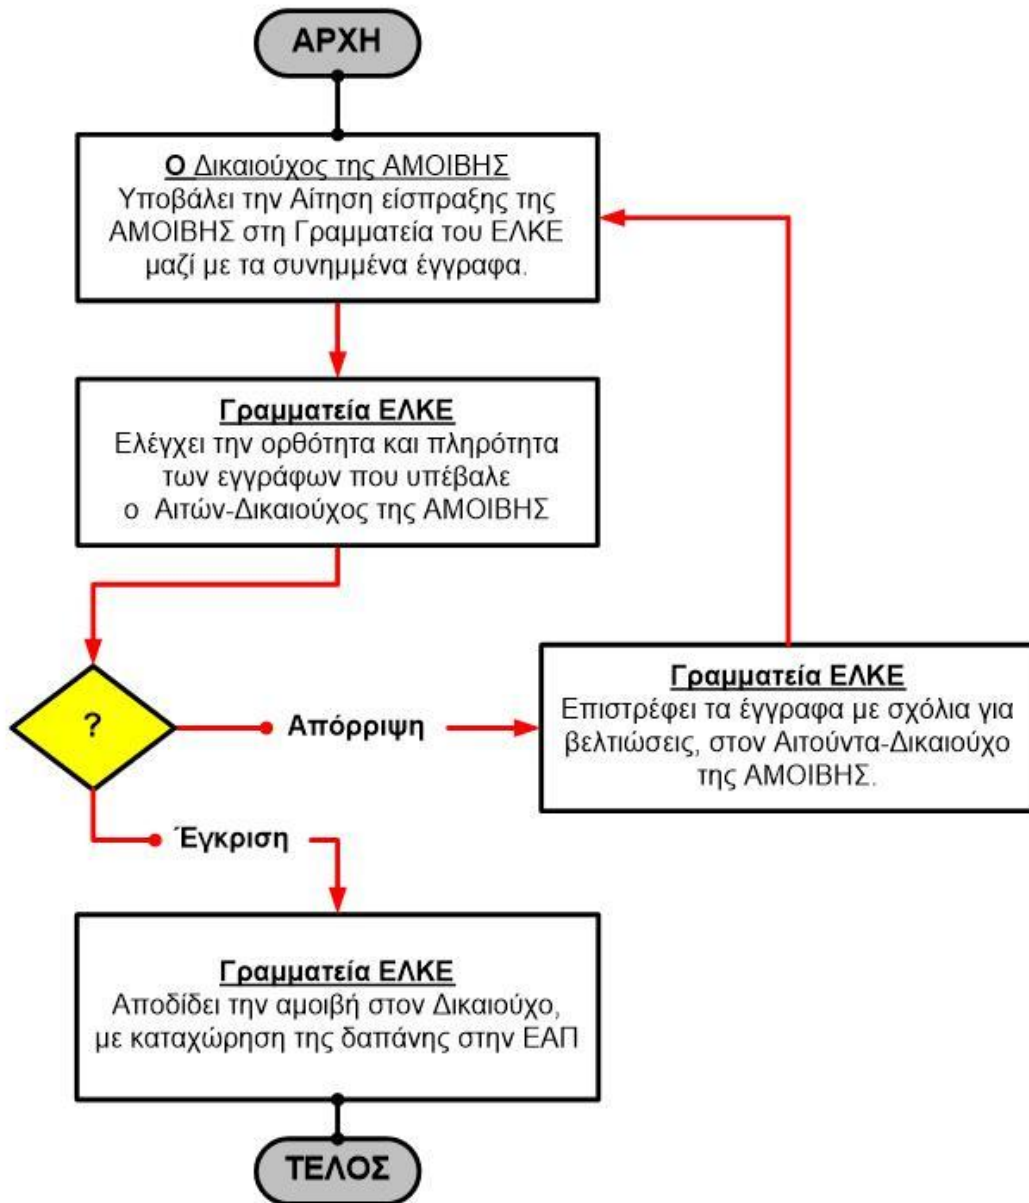 ΑΡΧΗ
Ο Δικαιούχος της ΑΜΟΙΒΗΣ
Υποβάλει την Αίτηση είσπραξης της
ΑΜΟΙΒΗΣ στη Γραμματεία του ΕΛΚΕ
μαζί με τα συνημμένα έγγραφα.
Γραμματεία ΕΛΚΕ
Ελέγχει την ορθότητα και πληρότητα
των εγγράφων που υπέβαλε
ο Αιτών-Δικαιούχος της ΑΜΟΙΒΗΣ
?
Απόρριψη
Γραμματεία ΕΛΚΕ
Επιστρέφει τα έγγραφα με σχόλια για
βελτιώσεις, στον Αιτούντα-Δικαιούχο
της ΑΜΟΙΒΗΣ.
Έγκριση
Γραμματεία ΕΛΚΕ
Αποδίδει την αμοιβή στον Δικαιούχο,
με καταχώρηση της δαπάνης στην ΕΑΠ
ΤΕΛΟΣ